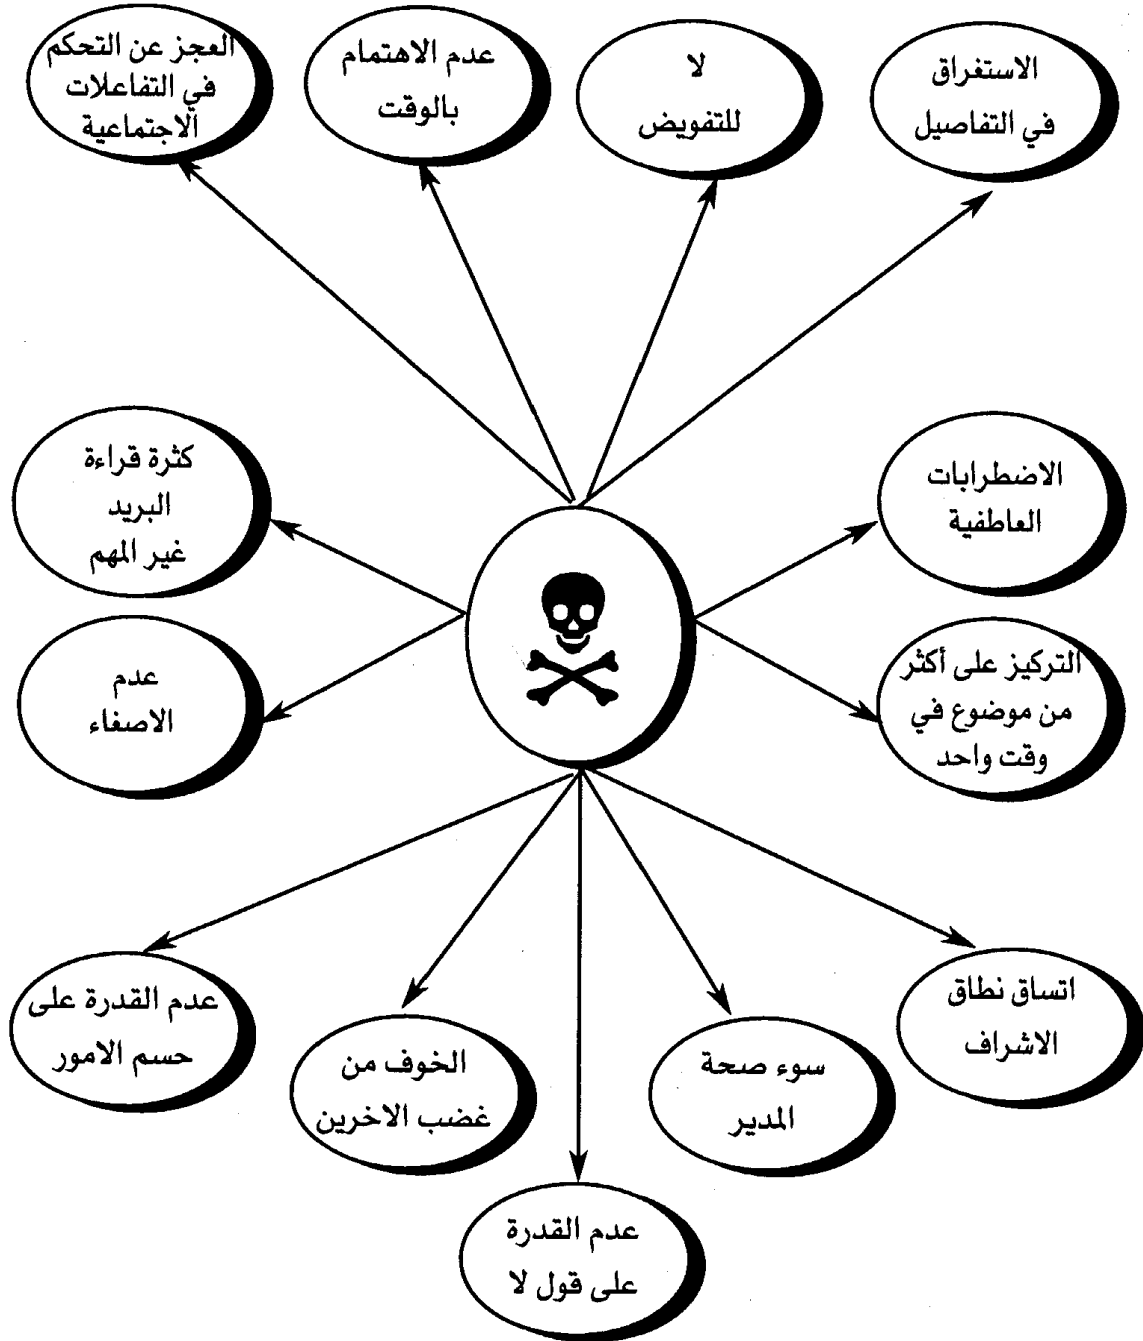 الاستغراق
في التفاصيل
لا
للتفويض
عدم الاهتمام
بالوقت
العجز عن التحكم
في التفاعلات
الاجتماعية
الاضطرابات
العاطفية
كثرة قراءة
البريد
غير المهم
التركيز على أكثر
من موضوع في
وقت واحد
عدم
الاصغاء
اتساق نطاق
الاشراف
سوء صحة
المدير
الخوف من
غضب الاخرين
عدم القدرة على
حسم الامور
عدم القدرة
على قول لا